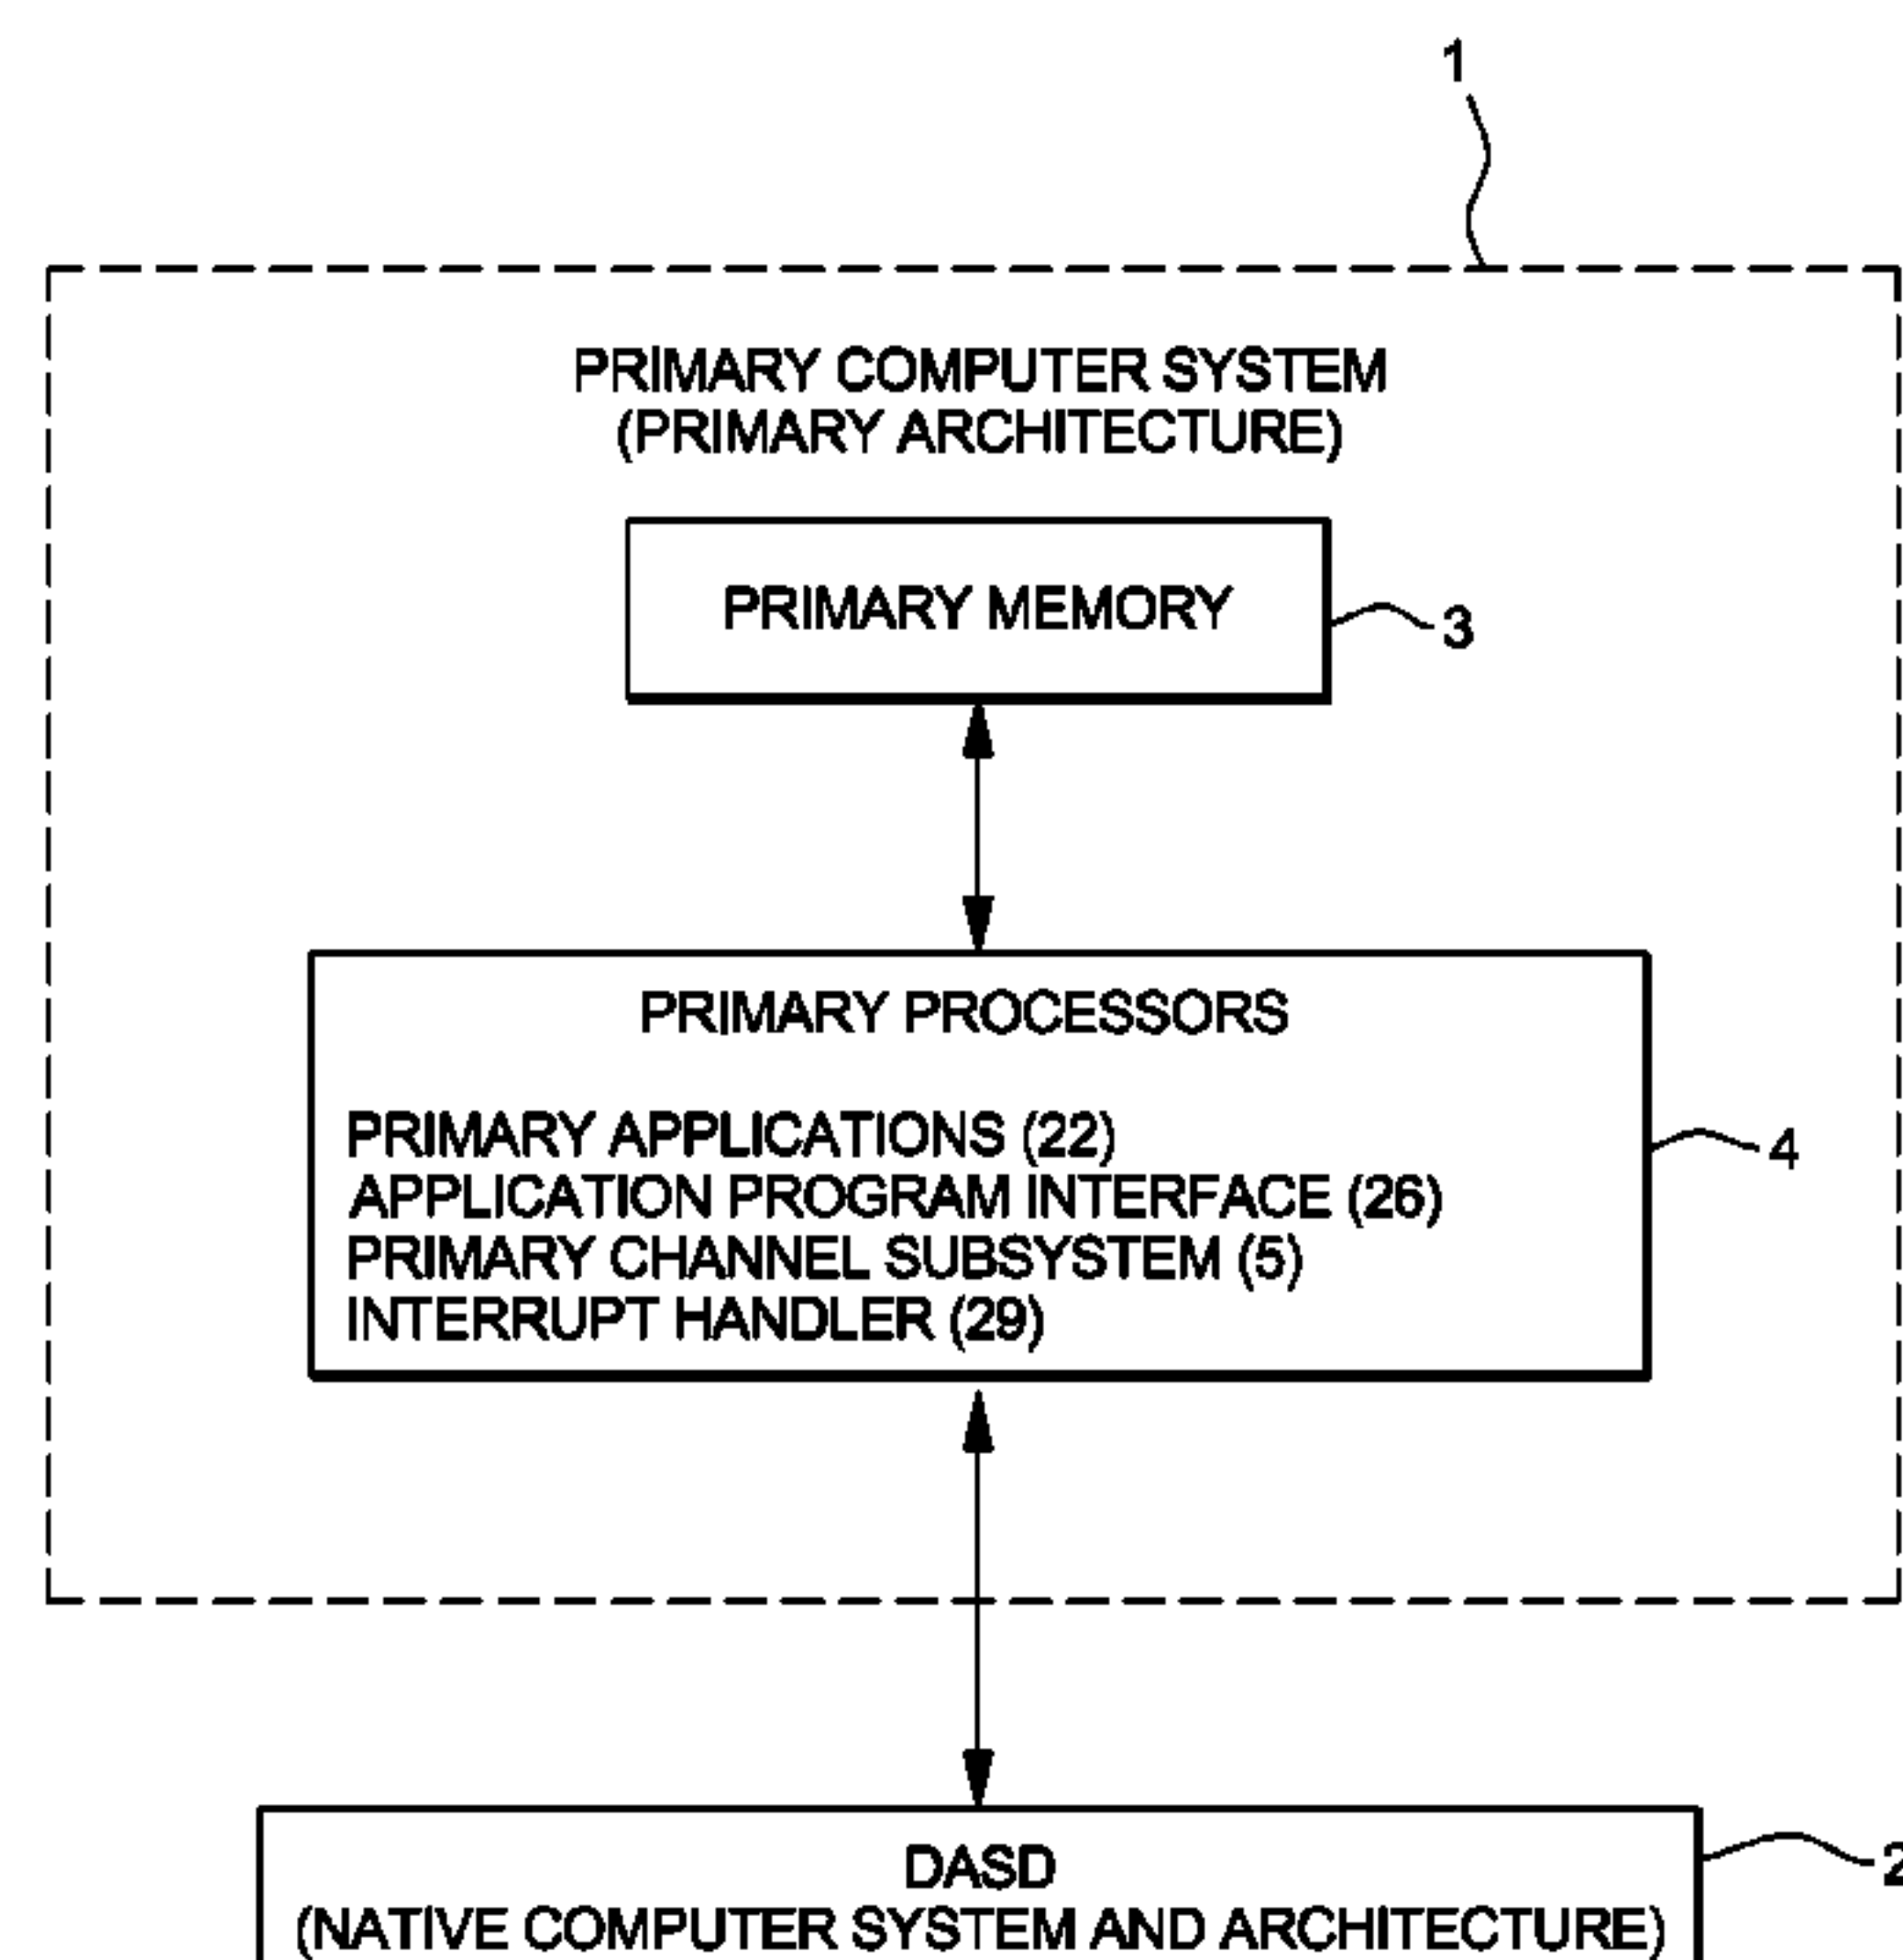 1
PRIMARY COMPUTER SYSTEM
(PRIMARY ARCHITECTURE)
PRIMARY MEMORY
3
PRIMARY PROCESSORS
PRIMARY APPLICATIONS (22)
APPLICATION PROGRAM INTERFACE (26)
PRIMARY CHANNEL SUBSYSTEM (5)
INTERRUPT HANDLER (29)
4
DASD
2
(NATIVE COMPUTER SYSTEM AND ARCHITECTURE)